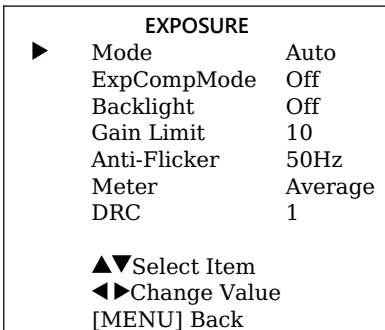 EXPOSURE
▶ Mode Auto
ExpCompMode Off
Backlight Off
Gain Limit 10
Anti-Flicker 50Hz
Meter Average
DRC 1
▲▼Select Item
◀▶Change Value
[MENU] Back